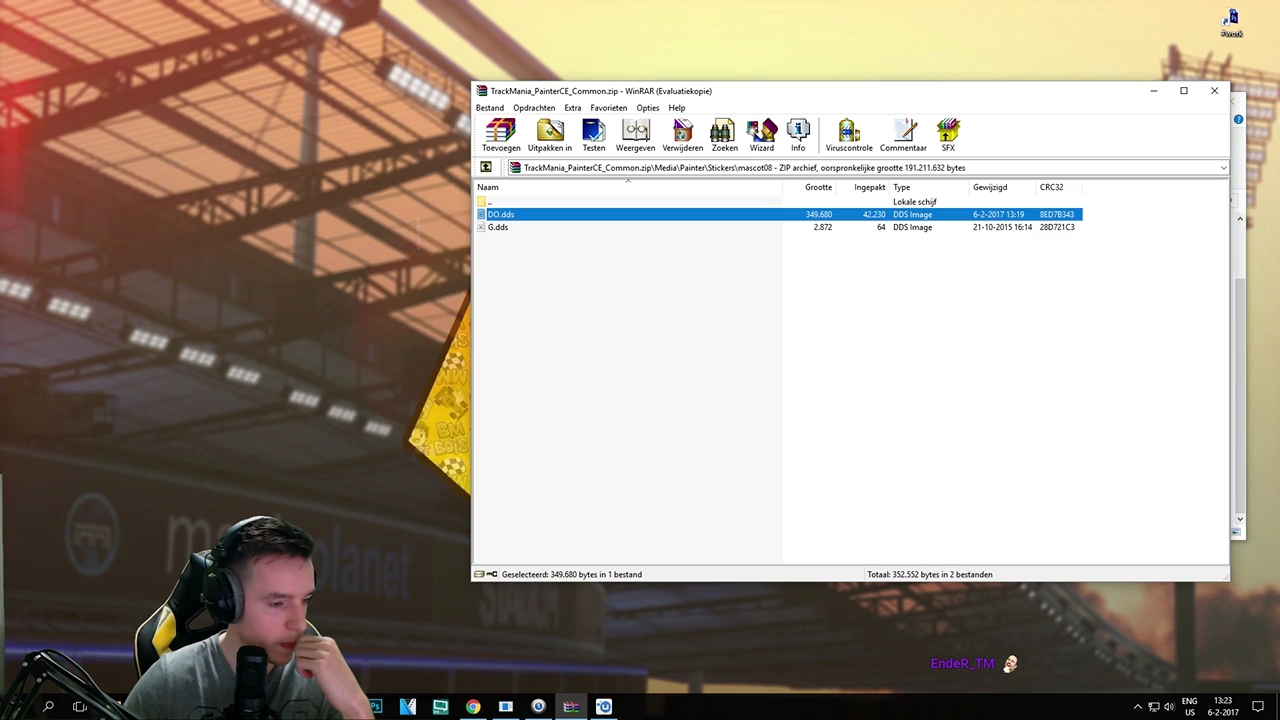 #work
TrackMania_PainterCE_Common.zip - WinRAR (Evaluatiekopie)
Bestand Opdrachten Extra Favorieten Opties Help
Toevoegen Uitpakken in Testen Weergeven Verwijderen Zoeken Wizard Info Viruscontrole Commentaar SFX
TrackMania_PainterCE_Common.zip\Media\Painter\Stickers\mascot08 - ZIP archief, oorspronkelijke grootte 191.211.632 bytes
Naam Grootte Ingepakt Type Gewijzigd CRC32
.. Lokale schijf
DO.dds 349.680 42.230 DDS Image 6-2-2017 13:19 8ED7B343
G.dds 2.872 64 DDS Image 21-10-2015 16:14 28D721C3
BM
BOIS
Geselecteerd: 349.680 bytes in 1 bestand Totaal: 352.552 bytes in 2 bestanden
EndeR_TM
ENG 13:23
US 6-2-2017